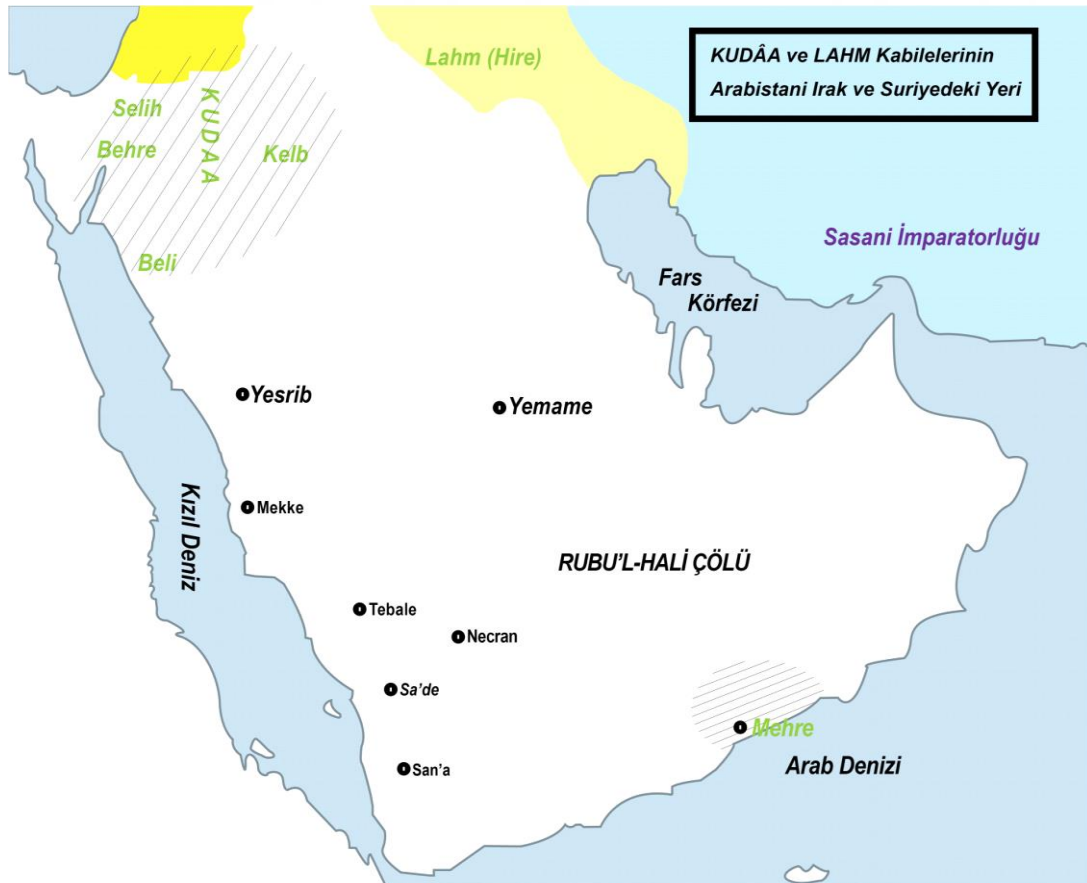 KUDÂA ve LAHM Kabilelerinin
Arabistani Irak ve Suriyedeki Yeri
Lahm (Hire)
Selih
KUDAA
Behre
Kelb
Beli
Sasani İmparatorluğu
Fars
Körfezi
Yesrib
Yemame
Kızıl Deniz
Mekke
RUBU'L-HALİ ÇÖLÜ
Tebale
Necran
Sa'de
Mehre
San'a
Arab Denizi